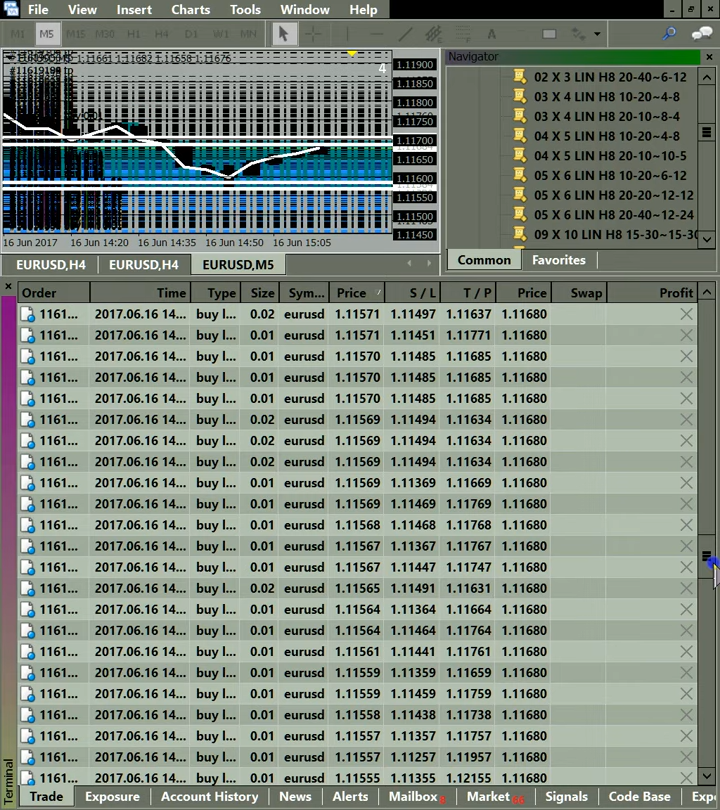 File View Insert Charts Tools Window Help
M1 M5 M15 M30 H1 H4 D1 W1 MN A
1.11661 1.11682 1.11658 1.11676
4
1.11900
1.11850
1.11800
1.11750
1.11700
1.11650
1.11600
1.11550
1.11500
1.11450
16 Jun 2017 16 Jun 14:20 16 Jun 14:35 16 Jun 14:50 16 Jun 15:05
EURUSD,H4 EURUSD,H4 EURUSD,M5
Navigator
02 X 3 LIN H8 20-40~6-12
03 X 4 LIN H8 10-20~4-8
03 X 4 LIN H8 20-10~8-4
04 X 5 LIN H8 10-20~4-8
04 X 5 LIN H8 20-10~10-5
05 X 6 LIN H8 10-20~6-12
05 X 6 LIN H8 20-20~12-12
05 X 6 LIN H8 20-40~12-24
09 X 10 LIN H8 15-30~15-30
Common Favorites
Order Time Type Size Sym... Price / S / L T / P Price Swap Profit
1161... 2017.06.16 14... buy l... 0.02 eurusd 1.11571 1.11497 1.11637 1.11680
1161... 2017.06.16 14... buy l... 0.01 eurusd 1.11571 1.11451 1.11771 1.11680
1161... 2017.06.16 14... buy l... 0.01 eurusd 1.11570 1.11485 1.11685 1.11680
1161... 2017.06.16 14... buy l... 0.01 eurusd 1.11570 1.11485 1.11685 1.11680
1161... 2017.06.16 14... buy l... 0.01 eurusd 1.11570 1.11485 1.11685 1.11680
1161... 2017.06.16 14... buy l... 0.02 eurusd 1.11569 1.11494 1.11634 1.11680
1161... 2017.06.16 14... buy l... 0.02 eurusd 1.11569 1.11494 1.11634 1.11680
1161... 2017.06.16 14... buy l... 0.02 eurusd 1.11569 1.11494 1.11634 1.11680
1161... 2017.06.16 14... buy l... 0.01 eurusd 1.11569 1.11369 1.11669 1.11680
1161... 2017.06.16 14... buy l... 0.01 eurusd 1.11569 1.11469 1.11769 1.11680
1161... 2017.06.16 14... buy l... 0.01 eurusd 1.11568 1.11468 1.11768 1.11680
1161... 2017.06.16 14... buy l... 0.01 eurusd 1.11567 1.11367 1.11767 1.11680
1161... 2017.06.16 14... buy l... 0.01 eurusd 1.11567 1.11447 1.11747 1.11680
1161... 2017.06.16 14... buy l... 0.02 eurusd 1.11565 1.11491 1.11631 1.11680
1161... 2017.06.16 14... buy l... 0.01 eurusd 1.11564 1.11364 1.11664 1.11680
1161... 2017.06.16 14... buy l... 0.01 eurusd 1.11564 1.11464 1.11764 1.11680
1161... 2017.06.16 14... buy l... 0.01 eurusd 1.11561 1.11441 1.11761 1.11680
1161... 2017.06.16 14... buy l... 0.01 eurusd 1.11559 1.11359 1.11659 1.11680
1161... 2017.06.16 14... buy l... 0.01 eurusd 1.11559 1.11459 1.11759 1.11680
1161... 2017.06.16 14... buy l... 0.01 eurusd 1.11558 1.11438 1.11738 1.11680
1161... 2017.06.16 14... buy l... 0.01 eurusd 1.11557 1.11357 1.11757 1.11680
1161... 2017.06.16 14... buy l... 0.01 eurusd 1.11557 1.11257 1.11957 1.11680
1161... 2017.06.16 14... buy l... 0.01 eurusd 1.11555 1.11355 1.12155 1.11680
Terminal
Trade Exposure Account History News Alerts Mailbox Market Signals Code Base Exp